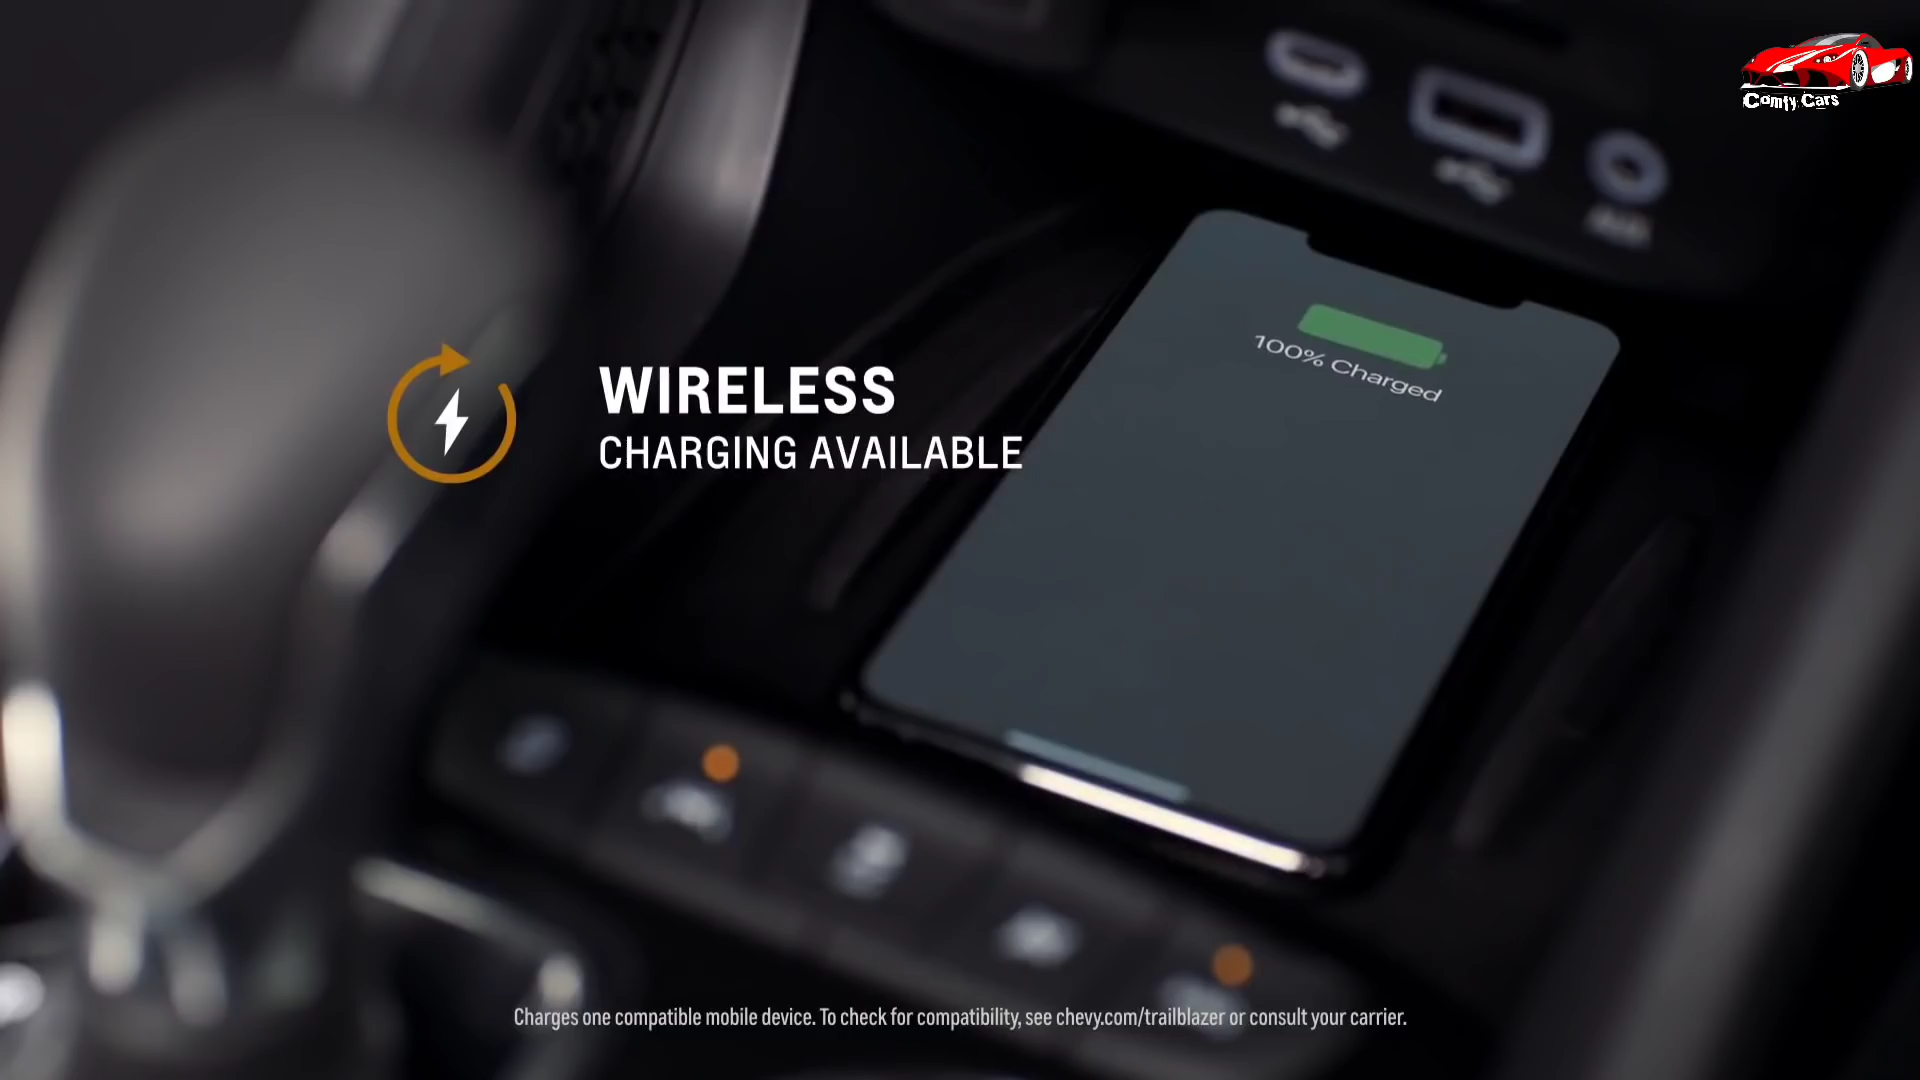 Comfy Cars
100% Charged
WIRELESS
CHARGING AVAILABLE
Charges one compatible mobile device. To check for compatibility, see chevy.com/trailblazer or consult your carrier.